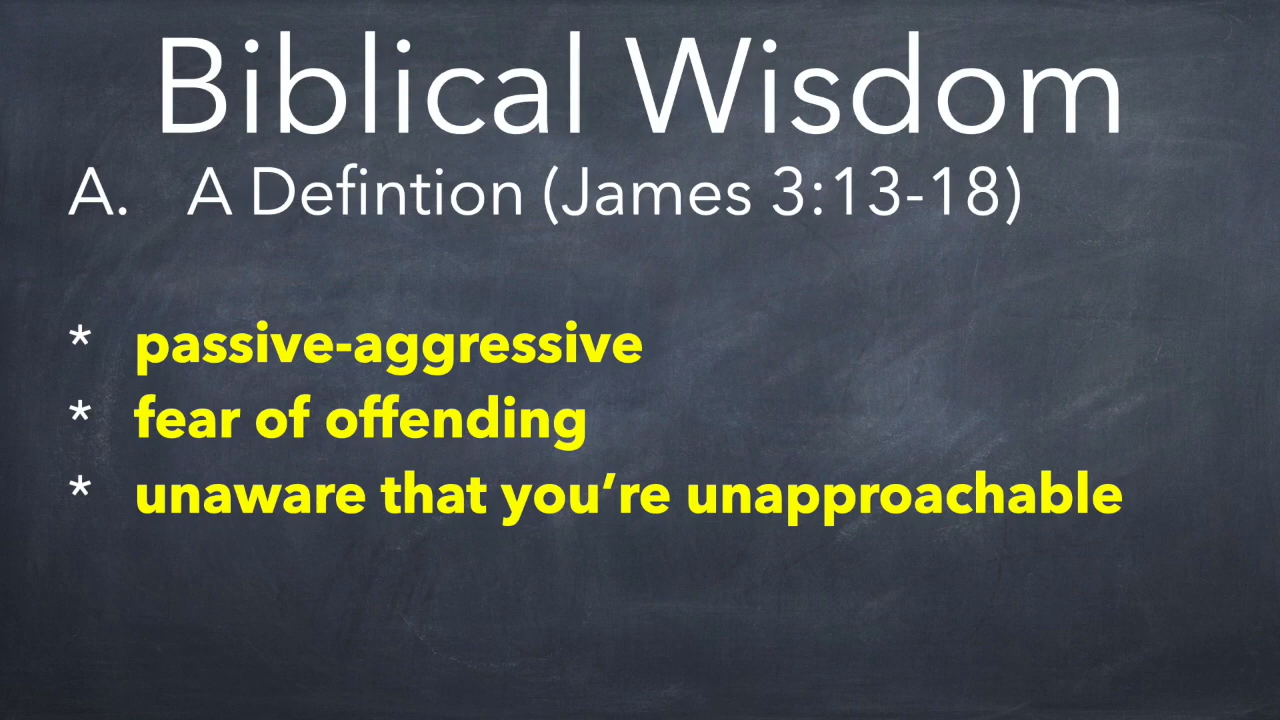 Biblical Wisdom
A. A Defintion (James 3:13-18)
* passive-aggressive
* fear of offending
* unaware that you’re unapproachable